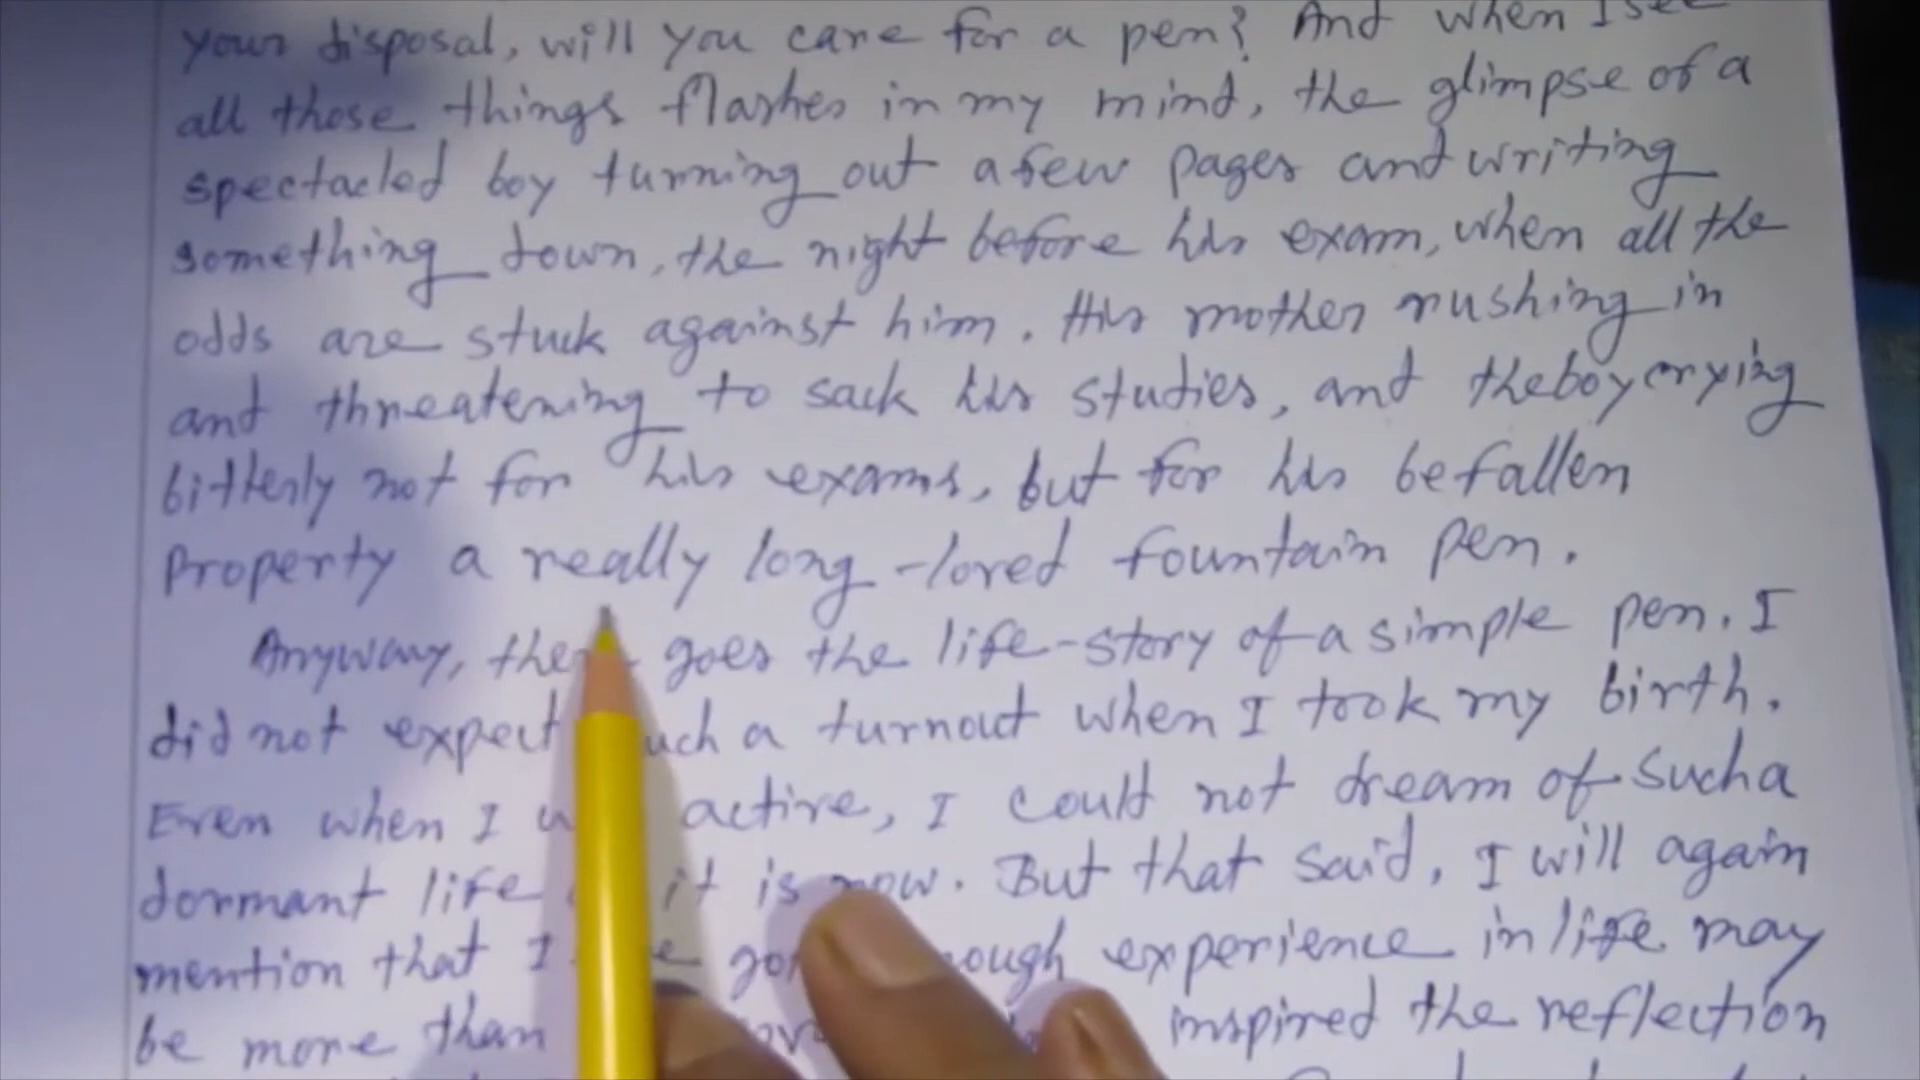 your disposal, will you care for a pen? And when I see
all those things flashes in my mind, the glimpse of a
spectacled boy turning out a few pages and writing
something down, the night before his exam, when all the
odds are stuck against him. His mother rushing in
and threatening to sack his studies, and the boy crying
bitterly not for his exams, but for his befallen
Property a really long-loved fountain pen.
Anyway, goes the life-story of a simple pen. I
did not expect such a turnout when I took my birth.
Even when I active, I could not dream of such a
dormant life it is now. But that said, I will again
mention that I experience in life may
be more than inspired the reflection